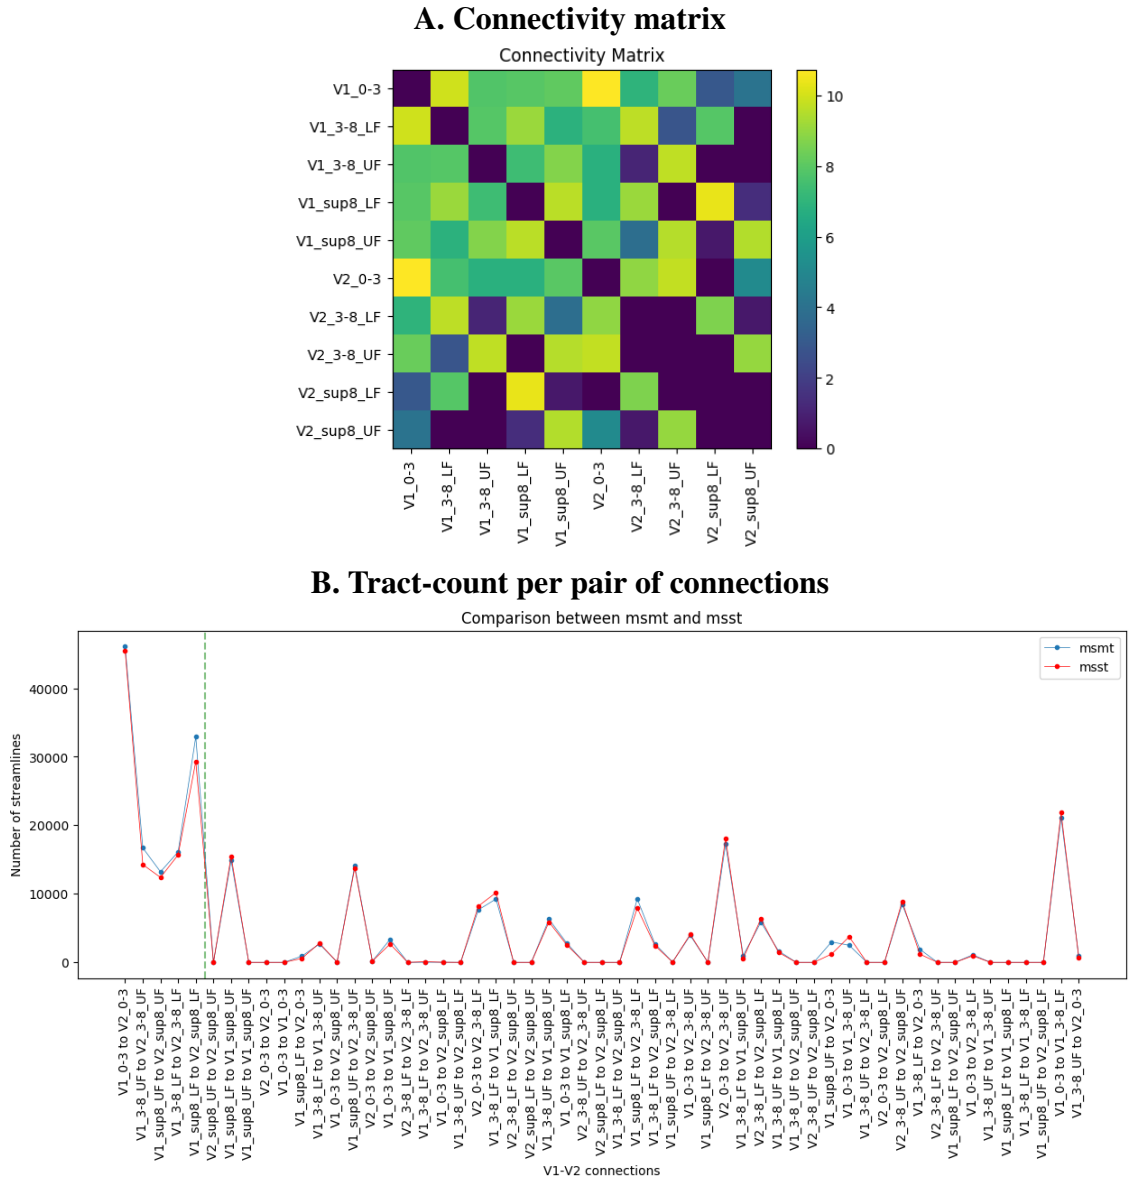 A. Connectivity matrix
Connectivity Matrix
V1_0-3
V1_3-8_LF
V1_3-8_UF
V1_sup8_LF
V1_sup8_UF
V2_0-3
V2_3-8_LF
V2_3-8_UF
V2_sup8_LF
V2_sup8_UF
V1_0-3
V1_3-8_LF
V1_3-8_UF
V1_sup8_LF
V1_sup8_UF
V2_0-3
V2_3-8_LF
V2_3-8_UF
V2_sup8_LF
V2_sup8_UF
10
8
6
4
2
0
B. Tract-count per pair of connections
Comparison between msmt and msst
msmt
msst
Number of streamlines
40000
30000
20000
10000
0
V1_0-3 to V2_0-3
V1_3-8_UF to V2_3-8_UF
V1_sup8_UF to V2_sup8_UF
V1_3-8_LF to V2_3-8_LF
V1_sup8_LF to V2_sup8_LF
V2_sup8_UF to V2_sup8_UF
V1_sup8_LF to V1_sup8_UF
V1_sup8_UF to V1_sup8_UF
V2_0-3 to V2_0-3
V1_0-3 to V1_0-3
V1_sup8_LF to V2_0-3
V1_3-8_LF to V1_3-8_UF
V1_0-3 to V2_sup8_UF
V1_sup8_UF to V2_3-8_UF
V2_0-3 to V2_sup8_UF
V1_0-3 to V1_sup8_UF
V2_3-8_LF to V2_3-8_LF
V1_3-8_LF to V2_3-8_UF
V1_0-3 to V2_sup8_LF
V1_3-8_UF to V2_sup8_LF
V2_0-3 to V2_3-8_LF
V1_3-8_LF to V1_sup8_LF
V2_3-8_LF to V2_sup8_UF
V2_sup8_LF to V2_sup8_UF
V1_3-8_UF to V1_sup8_UF
V1_0-3 to V1_sup8_LF
V2_3-8_UF to V2_3-8_UF
V2_sup8_LF to V2_sup8_LF
V1_3-8_LF to V2_sup8_UF
V1_sup8_LF to V2_3-8_LF
V1_3-8_LF to V2_sup8_LF
V1_sup8_UF to V2_sup8_LF
V1_0-3 to V2_3-8_UF
V1_sup8_LF to V2_3-8_UF
V2_0-3 to V2_3-8_UF
V1_3-8_LF to V1_sup8_UF
V2_3-8_LF to V2_sup8_LF
V1_3-8_UF to V1_sup8_LF
V1_3-8_UF to V2_sup8_UF
V2_3-8_UF to V2_sup8_LF
V1_sup8_UF to V2_0-3
V1_0-3 to V1_3-8_UF
V1_3-8_UF to V2_3-8_LF
V2_0-3 to V2_sup8_LF
V2_3-8_UF to V2_sup8_UF
V1_3-8_LF to V2_0-3
V2_3-8_LF to V2_3-8_UF
V1_sup8_LF to V2_sup8_UF
V1_0-3 to V2_3-8_LF
V1_3-8_UF to V1_3-8_UF
V1_sup8_LF to V1_sup8_LF
V1_3-8_LF to V1_3-8_LF
V1_sup8_UF to V2_3-8_LF
V1_0-3 to V1_3-8_LF
V1_3-8_UF to V2_0-3
V1-V2 connections